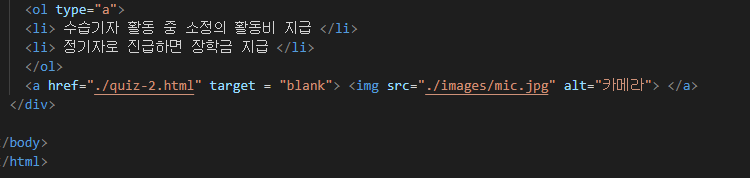 <ol type="a">
<li> 수습기자 활동 중 소정의 활동비 지급 </li>
<li> 정기자로 진급하면 장학금 지급 </li>
</ol>
<a href="./quiz-2.html" target = "blank"> <img src="./images/mic.jpg" alt="카메라"> </a>
</div>
/body>
/html>